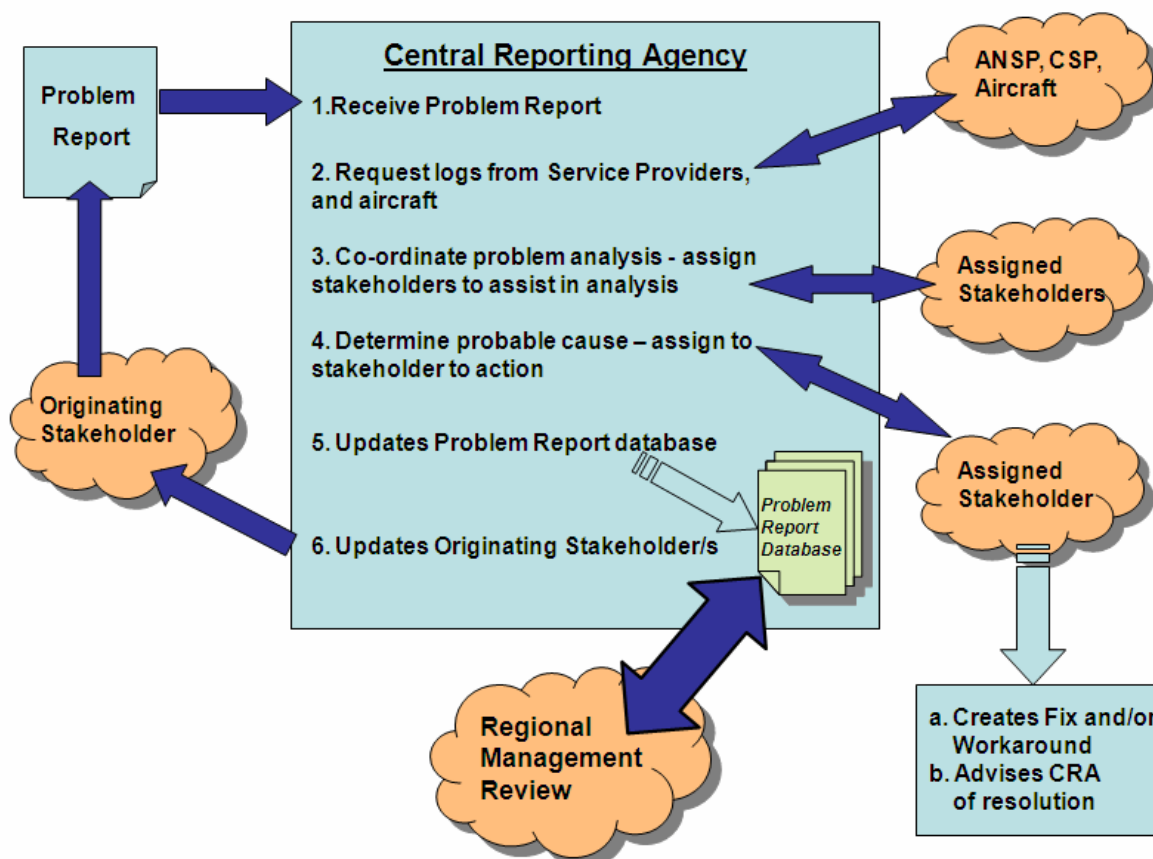 Problem
Report
Central Reporting Agency
1.Receive Problem Report
2. Request logs from Service Providers,
and aircraft
3. Co-ordinate problem analysis - assign
stakeholders to assist in analysis
4. Determine probable cause – assign to
stakeholder to action
5. Updates Problem Report database
6. Updates Originating Stakeholder/s
Problem
Report
Database
ANSP, CSP,
Aircraft
Assigned
Stakeholders
Assigned
Stakeholder
Originating
Stakeholder
Regional
Management
Review
a. Creates Fix and/or
Workaround
b. Advises CRA
of resolution